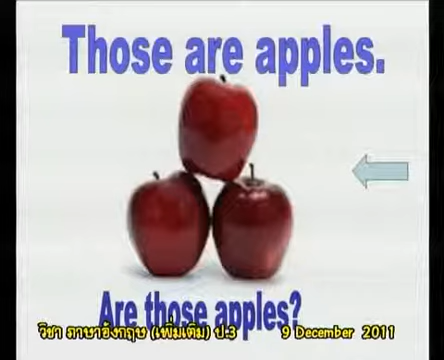 Those are apples.
Are those apples?
วิชา ภาษาอังกฤษ (เพิ่มเติม) ป.3 9 December 2011